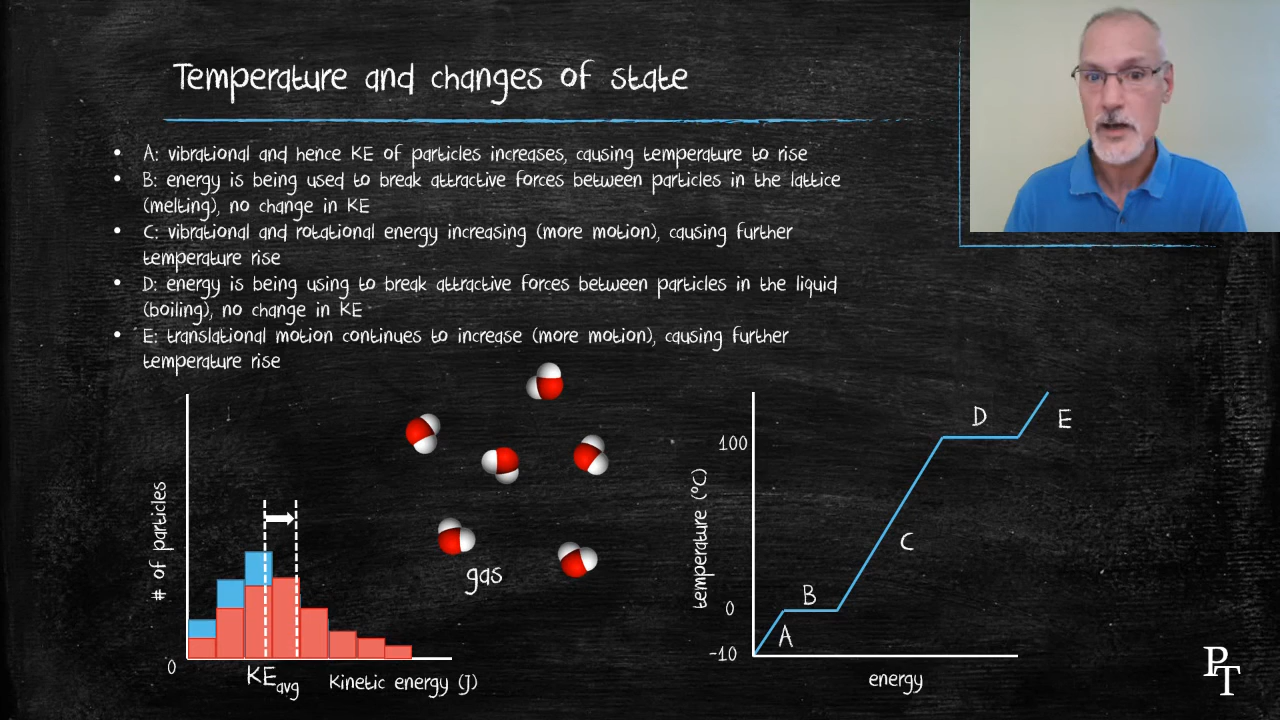 Temperature and changes of state
• A: vibrational and hence KE of particles increases, causing temperature to rise
• B: energy is being used to break attractive forces between particles in the lattice
(melting), no change in KE
• C: vibrational and rotational energy increasing (more motion), causing further
temperature rise
• D: energy is being using to break attractive forces between particles in the liquid
(boiling), no change in KE
• E: translational motion continues to increase (more motion), causing further
temperature rise
# of particles
0
KEavg
Kinetic energy (J)
gas
temperature (°C)
100
0
-10
A
B
C
D
E
energy
PT